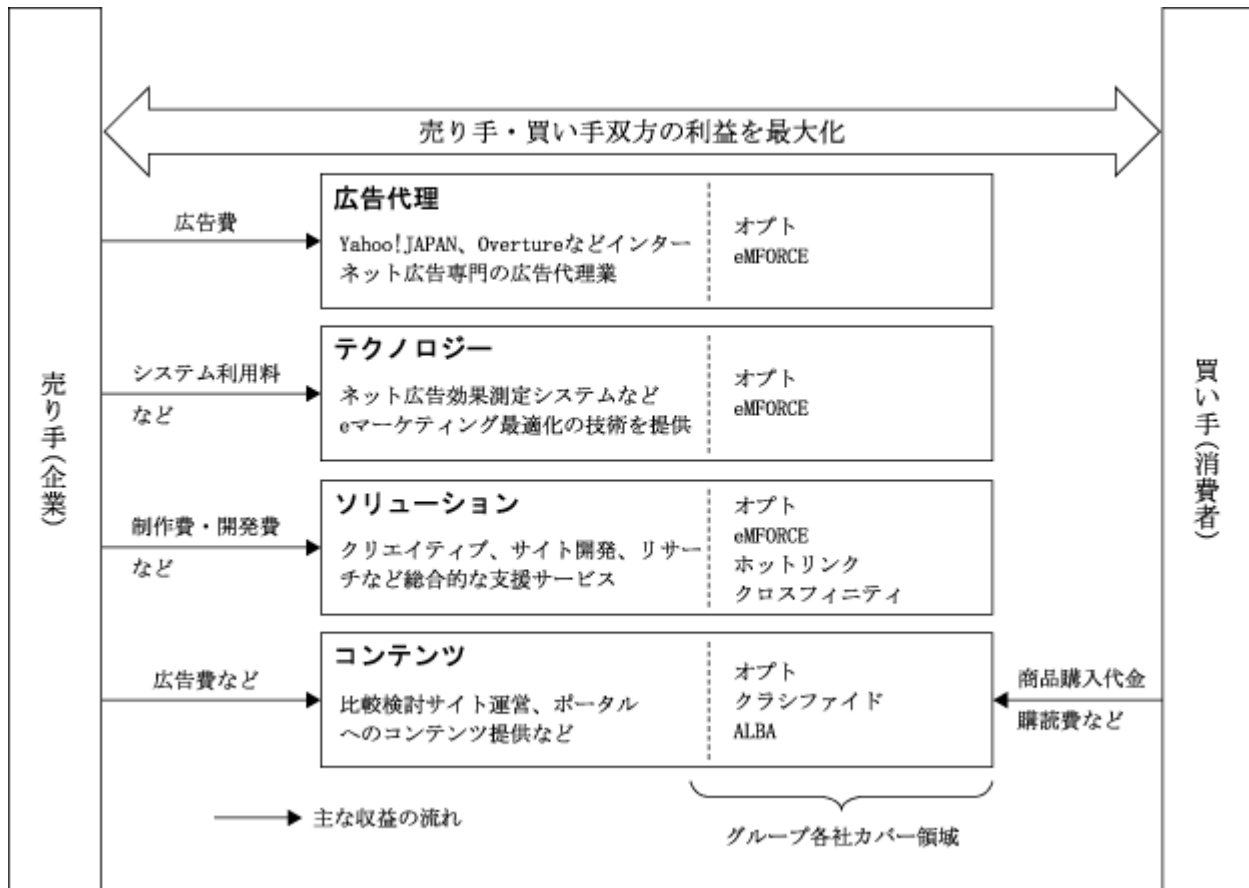 売り手・買い手双方の利益を最大化
売り手(企業)
買い手(消費者)
広告費
広告代理
Yahoo!JAPAN、Overtureなどインター
ネット広告専門の広告代理業
オプト
eMFORCE
システム利用料
など
テクノロジー
ネット広告効果測定システムなど
eマーケティング最適化の技術を提供
オプト
eMFORCE
制作費・開発費
など
ソリューション
クリエイティブ、サイト開発、リサー
チなど総合的な支援サービス
オプト
eMFORCE
ホットリンク
クロスフィニティ
広告費など
コンテンツ
比較検討サイト運営、ポータル
へのコンテンツ提供など
オプト
クラシファイド
ALBA
商品購入代金
購読費など
主な収益の流れ
グループ各社カバー領域